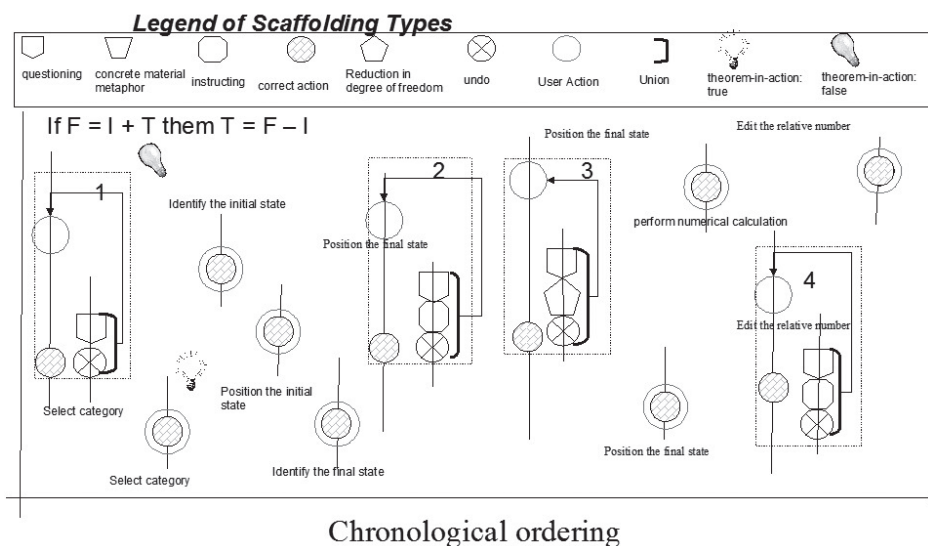 Legend of Scaffolding Types
questioning
concrete material
metaphor
instructing
correct action
Reduction in
degree of freedom
undo
User Action
Union
theorem-in-action:
true
theorem-in-action:
false
If F = I + T them T = F – I
1
Select category
Select category
Identify the initial state
Position the initial
state
Identify the final state
2
Position the final state
Position the final state
3
Position the final state
perform numerical calculation
Edit the relative number
4
Edit the relative number
Chronological ordering